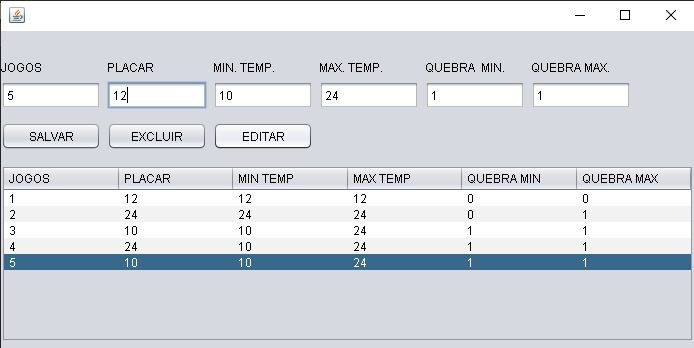 JOGOS PLACAR MIN. TEMP. MAX. TEMP. QUEBRA  MIN. QUEBRA MAX.
5 12 10 24 1 1
SALVAR EXCLUIR EDITAR
JOGOS PLACAR MIN TEMP MAX TEMP QUEBRA MIN QUEBRA MAX
1 12 12 12 0 0
2 24 24 24 0 1
3 10 10 24 1 1
4 24 10 24 1 1
5 10 10 24 1 1